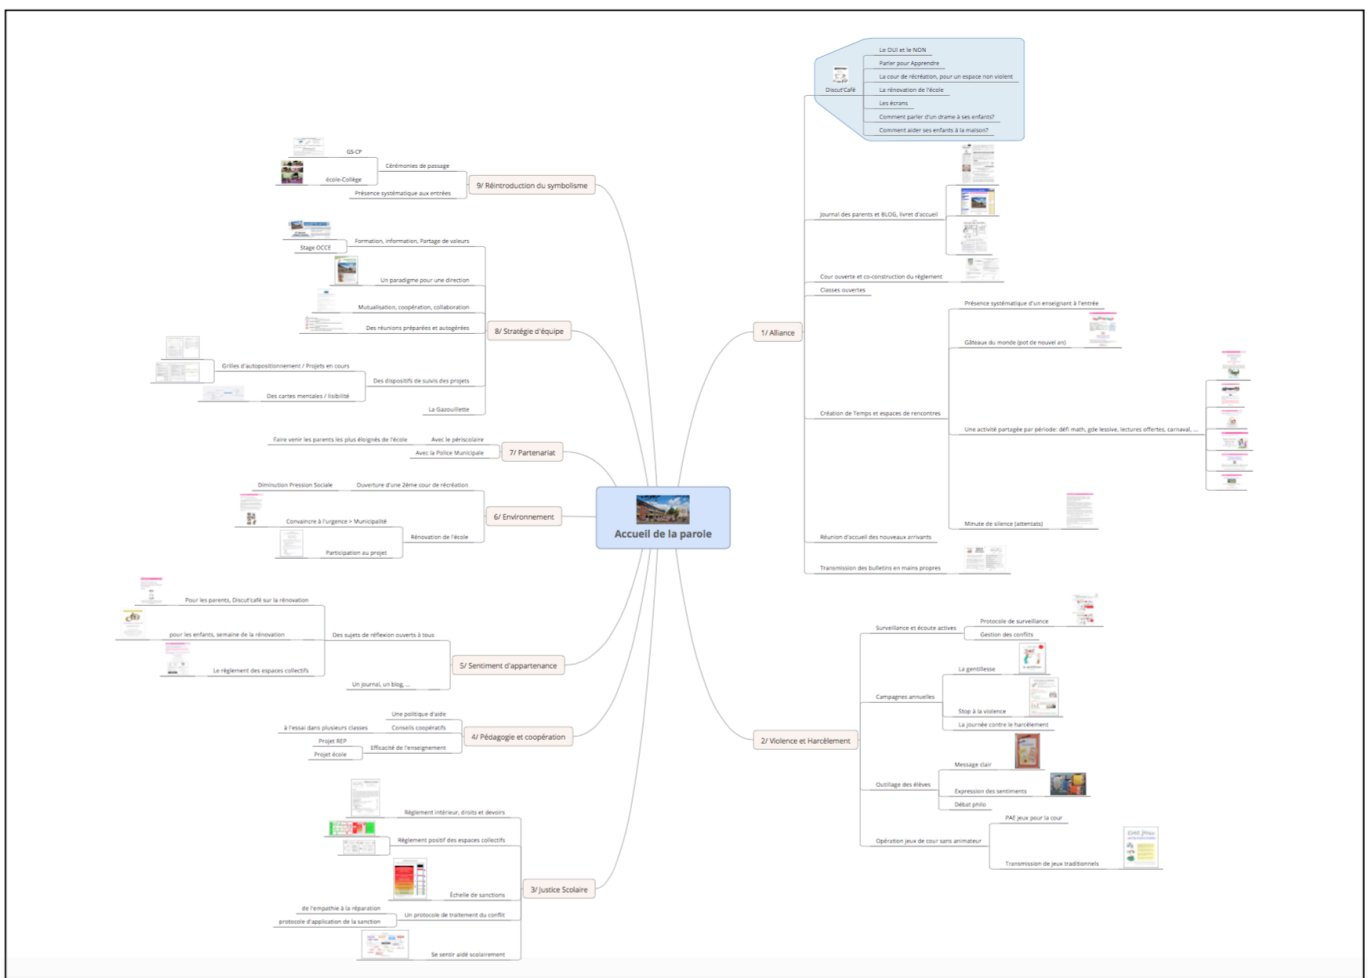 Accueil de la parole
1/ Alliance
Discut'Café
Le OUI et le NON
Parler pour Apprendre
La cour de récréation, pour un espace non violent
La rénovation de l'école
Les écrans
Comment parler d'un drame à ses enfants?
Comment aider ses enfants à la maison?
Journal des parents et BLOG, livret d'accueil
Cour ouverte et co-construction du règlement
Classes ouvertes
Création de Temps et espaces de rencontres
Présence systématique d'un enseignant à l'entrée
Gâteaux du monde (pot de nouvel an)
Une activité partagée par période: défi math, gde lessive, lectures offertes, carnaval, ...
Minute de silence (attentats)
Réunion d'accueil des nouveaux arrivants
Transmission des bulletins en mains propres
2/ Violence et Harcèlement
Surveillance et écoute actives
Protocole de surveillance
Gestion des conflits
Campagnes annuelles
La gentillesse
Stop à la violence
La journée contre le harcèlement
Outillage des élèves
Message clair
Expression des sentiments
Débat philo
Opération jeux de cour sans animateur
PAE jeux pour la cour
Transmission de jeux traditionnels
3/ Justice Scolaire
Règlement intérieur, droits et devoirs
Règlement positif des espaces collectifs
Échelle de sanctions
Un protocole de traitement du conflit
de l'empathie à la réparation
protocole d'application de la sanction
Se sentir aidé scolairement
4/ Pédagogie et coopération
Une politique d'aide
Conseils coopératifs
à l'essai dans plusieurs classes
Efficacité de l'enseignement
Projet REP
Projet école
5/ Sentiment d'appartenance
Des sujets de réflexion ouverts à tous
Pour les parents, Discut'café sur la rénovation
pour les enfants, semaine de la rénovation
Le règlement des espaces collectifs
Un journal, un blog, ...
6/ Environnement
Ouverture d'une 2ème cour de récréation
Diminution Pression Sociale
Rénovation de l'école
Convaincre à l'urgence > Municipalité
Participation au projet
7/ Partenariat
Avec le périscolaire
Faire venir les parents les plus éloignés de l'école
Avec la Police Municipale
8/ Stratégie d'équipe
Formation, Information, Partage de valeurs
Stage OCCE
Un paradigme pour une direction
Mutualisation, coopération, collaboration
Des réunions préparées et autogérées
Des dispositifs de suivis des projets
Grilles d'autopositionnement / Projets en cours
Des cartes mentales / lisibilité
La Gazouillette
9/ Réintroduction du symbolisme
Cérémonies de passage
GS-CP
école-Collège
Présence systématique aux entrées